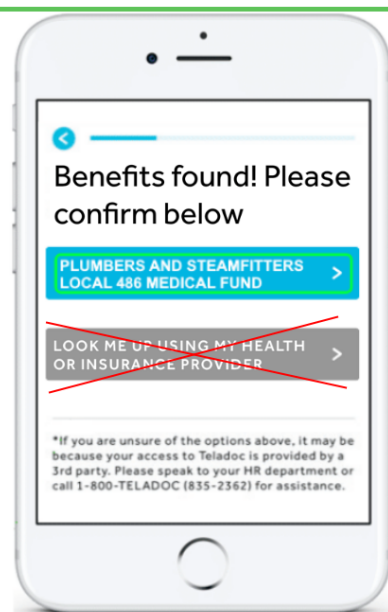 Benefits found! Please
confirm below
PLUMBERS AND STEAMFITTERS
LOCAL 486 MEDICAL FUND
LOOK ME UP USING MY HEALTH
OR INSURANCE PROVIDER
*If you are unsure of the options above, it may be
because your access to Teladoc is provided by a
3rd party. Please speak to your HR department or
call 1-800-TELADOC (835-2362) for assistance.